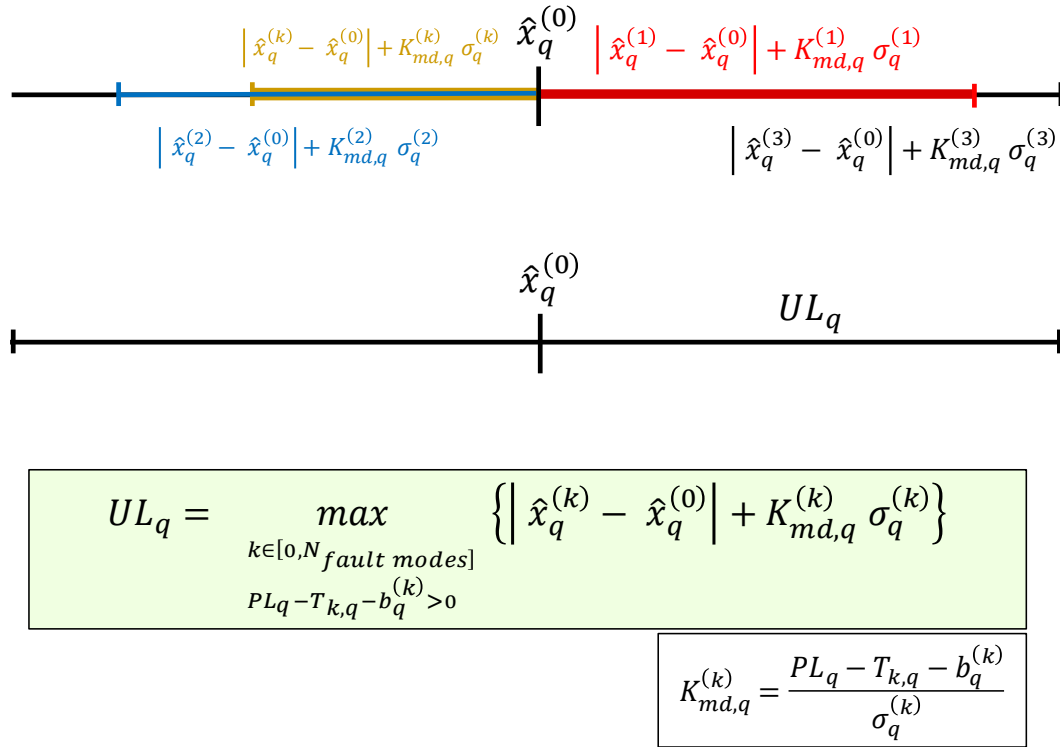 | x̂_q^(k) − x̂_q^(0)| + K_md,q^(k) σ_q^(k)
x̂_q^(0)
| x̂_q^(1) − x̂_q^(0)| + K_md,q^(1) σ_q^(1)
| x̂_q^(2) − x̂_q^(0)| + K_md,q^(2) σ_q^(2)
| x̂_q^(3) − x̂_q^(0)| + K_md,q^(3) σ_q^(3)
x̂_q^(0)
UL_q
UL_q = max {| x̂_q^(k) − x̂_q^(0)| + K_md,q^(k) σ_q^(k)}
k∈[0,N_fault modes]
PL_q−T_k,q−b_q^(k)>0
K_md,q^(k) = (PL_q − T_k,q − b_q^(k)) / σ_q^(k)